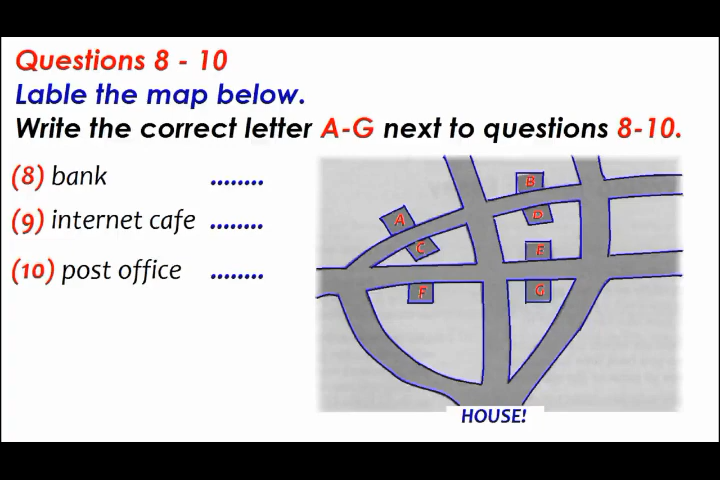 Questions 8 - 10
Lable the map below.
Write the correct letter A-G next to questions 8-10.
(8) bank ........
(9) internet cafe ........
(10) post office ........
B
A
D
C
E
F
G
HOUSE!